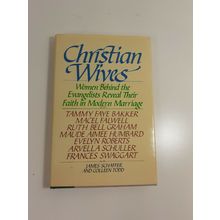 Christian
Wives
Women Behind the
Evangelists Reveal Their
Faith in Modern Marriage
TAMMY FAYE BAKKER
MACEL FALWELL
RUTH BELL GRAHAM
MAUDE AIMEE HUMBARD
EVELYN ROBERTS
ARVELLA SCHULLER
FRANCES SWAGGART
JAMES SCHAFFER
AND COLLEEN TODD